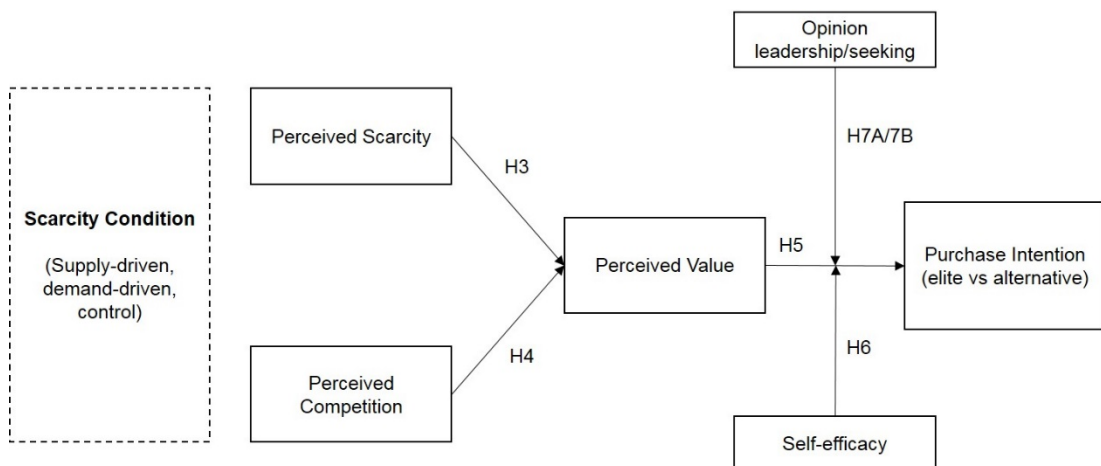 Scarcity Condition
(Supply-driven,
demand-driven,
control)
Perceived Scarcity
H3
Perceived
Competition
H4
Perceived Value
H5
Opinion
leadership/seeking
H7A/7B
Purchase Intention
(elite vs alternative)
H6
Self-efficacy